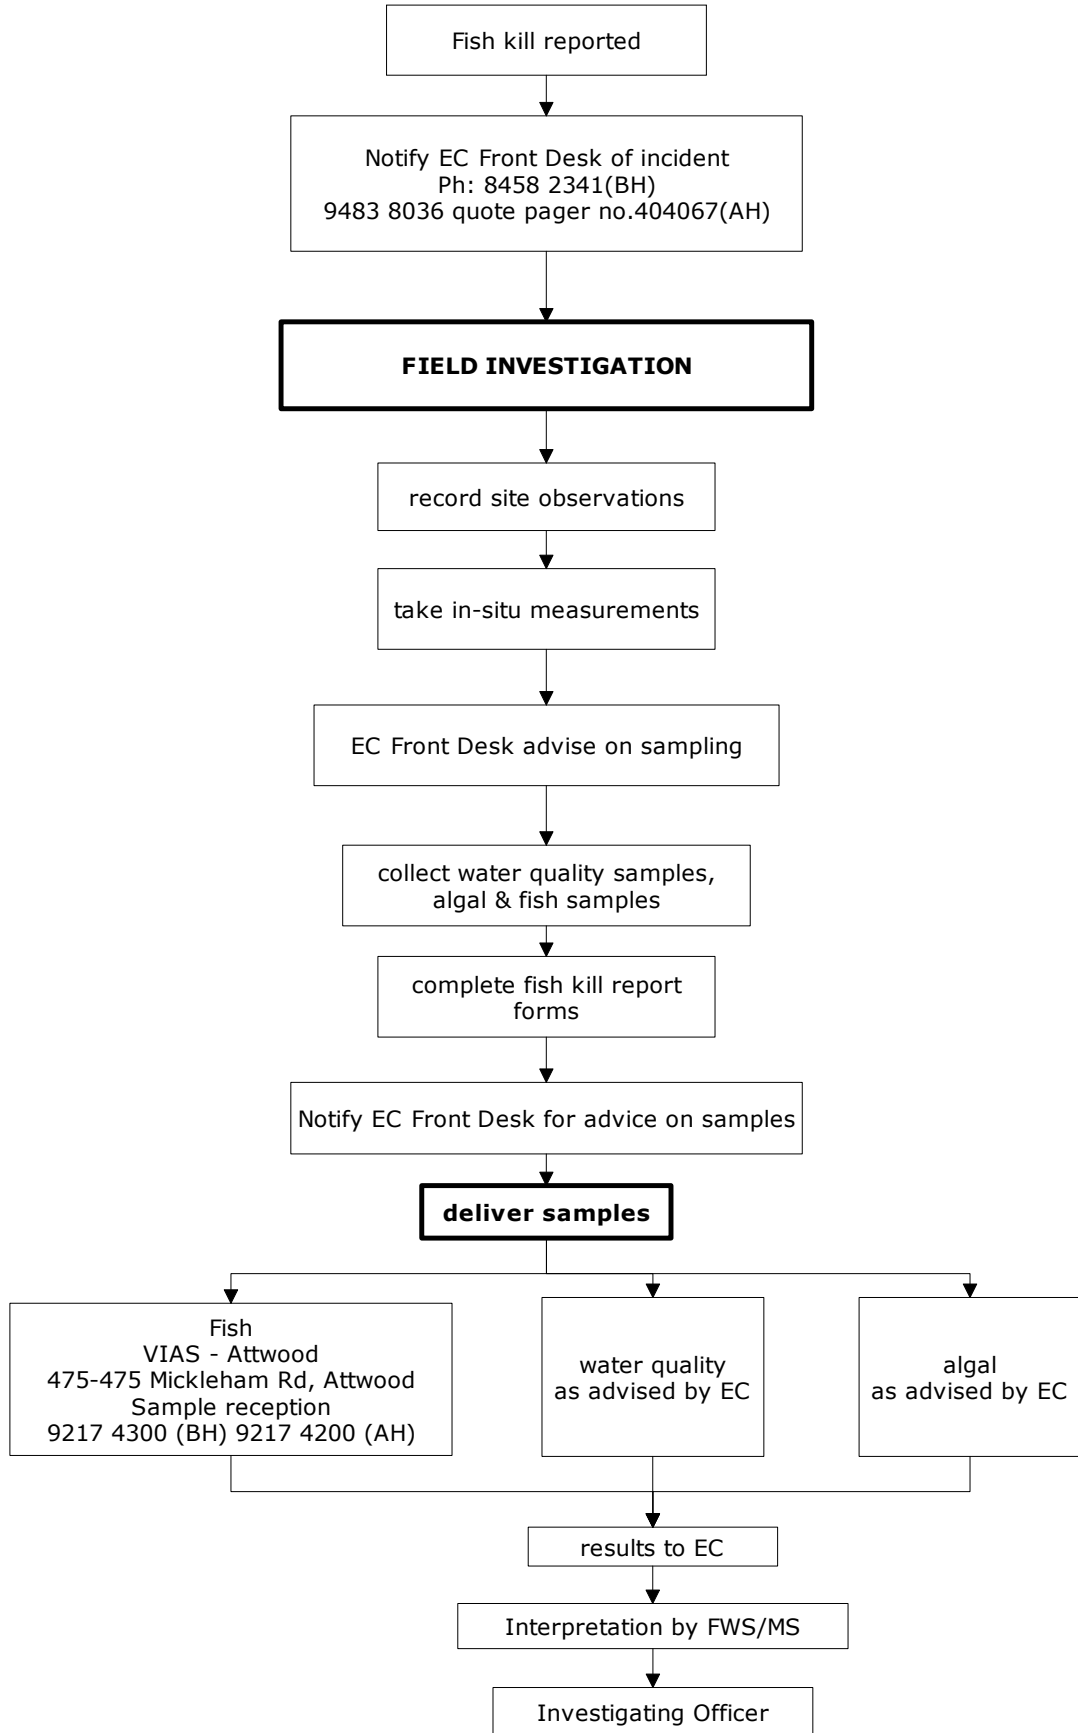 Fish kill reported
Notify EC Front Desk of incident
Ph: 8458 2341(BH)
9483 8036 quote pager no.404067(AH)
FIELD INVESTIGATION
record site observations
take in-situ measurements
EC Front Desk advise on sampling
collect water quality samples,
algal & fish samples
complete fish kill report
forms
Notify EC Front Desk for advice on samples
deliver samples
Fish
VIAS - Attwood
475-475 Mickleham Rd, Attwood
Sample reception
9217 4300 (BH) 9217 4200 (AH)
water quality
as advised by EC
algal
as advised by EC
results to EC
Interpretation by FWS/MS
Investigating Officer